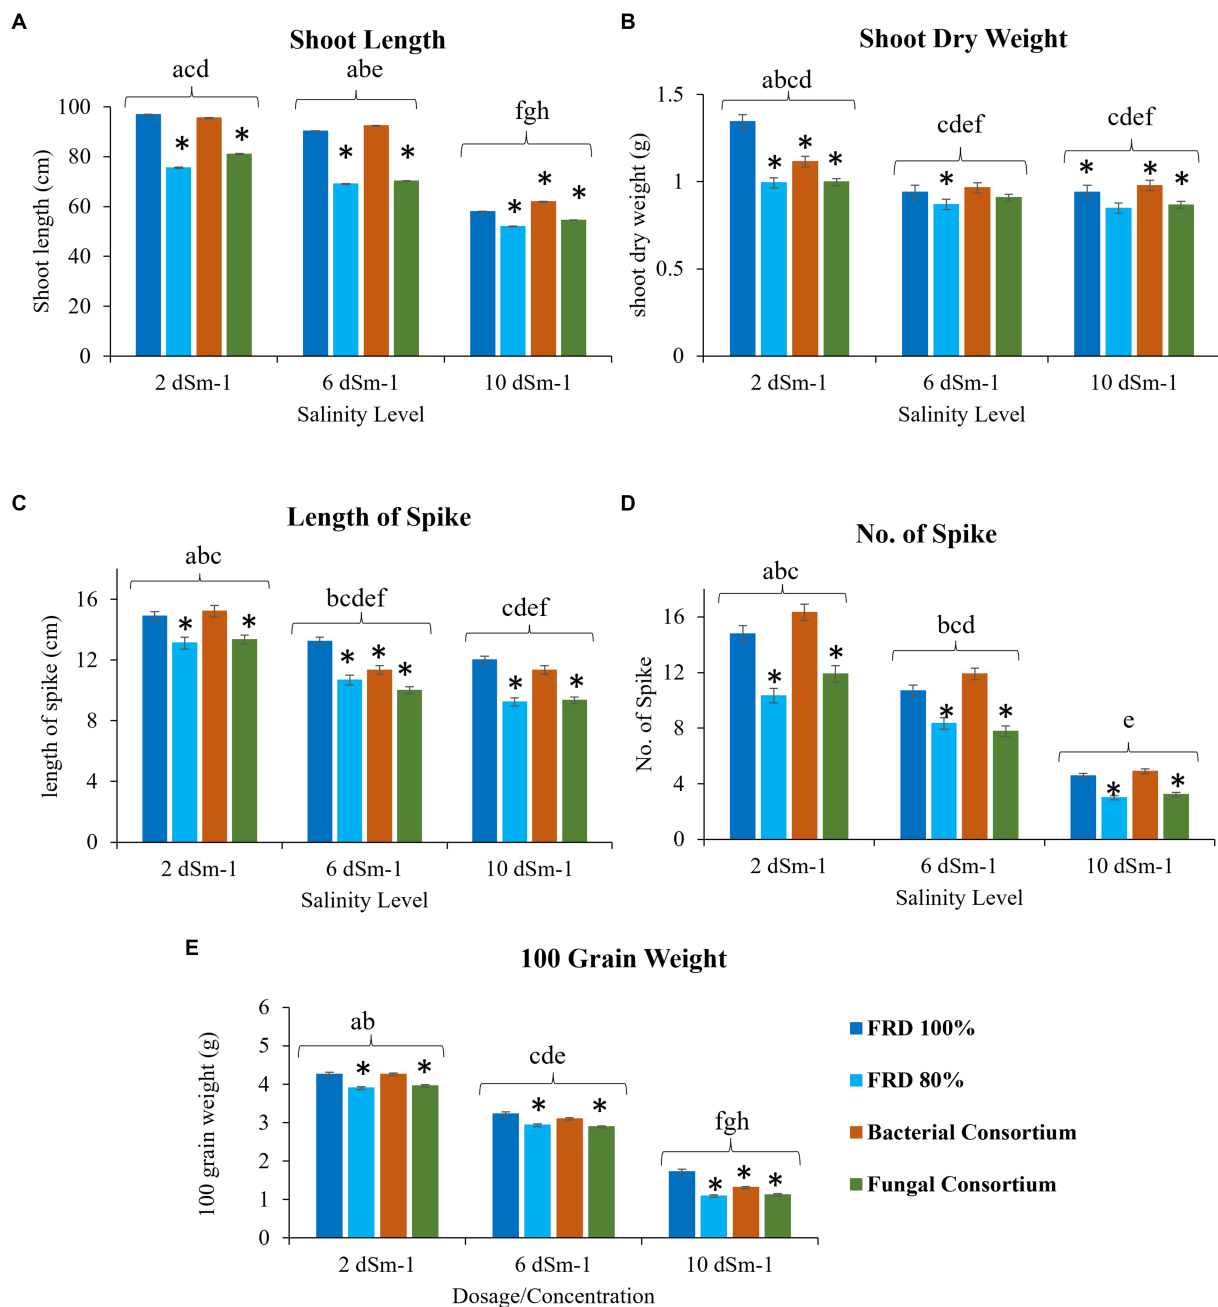 A
Shoot Length
acd
abe
fgh
Shoot length (cm)
100
80
60
40
20
0
* * * * * * *
2 dSm-1 6 dSm-1 10 dSm-1
Salinity Level
B
Shoot Dry Weight
abcd
cdef
cdef
shoot dry weight (g)
1.5
1
0.5
0
* * * * * * *
2 dSm-1 6 dSm-1 10 dSm-1
Salinity Level
C
Length of Spike
abc
bcdef
cdef
length of spike (cm)
16
12
8
4
0
* * * * * * *
2 dSm-1 6 dSm-1 10 dSm-1
Salinity Level
D
No. of Spike
abc
bcd
e
No. of Spike
16
12
8
4
0
* * * * * *
2 dSm-1 6 dSm-1 10 dSm-1
Salinity Level
E
100 Grain Weight
ab
cde
fgh
100 grain weight (g)
6
5
4
3
2
1
0
* * * * * * *
2 dSm-1 6 dSm-1 10 dSm-1
Dosage/Concentration
FRD 100%
FRD 80%
Bacterial Consortium
Fungal Consortium